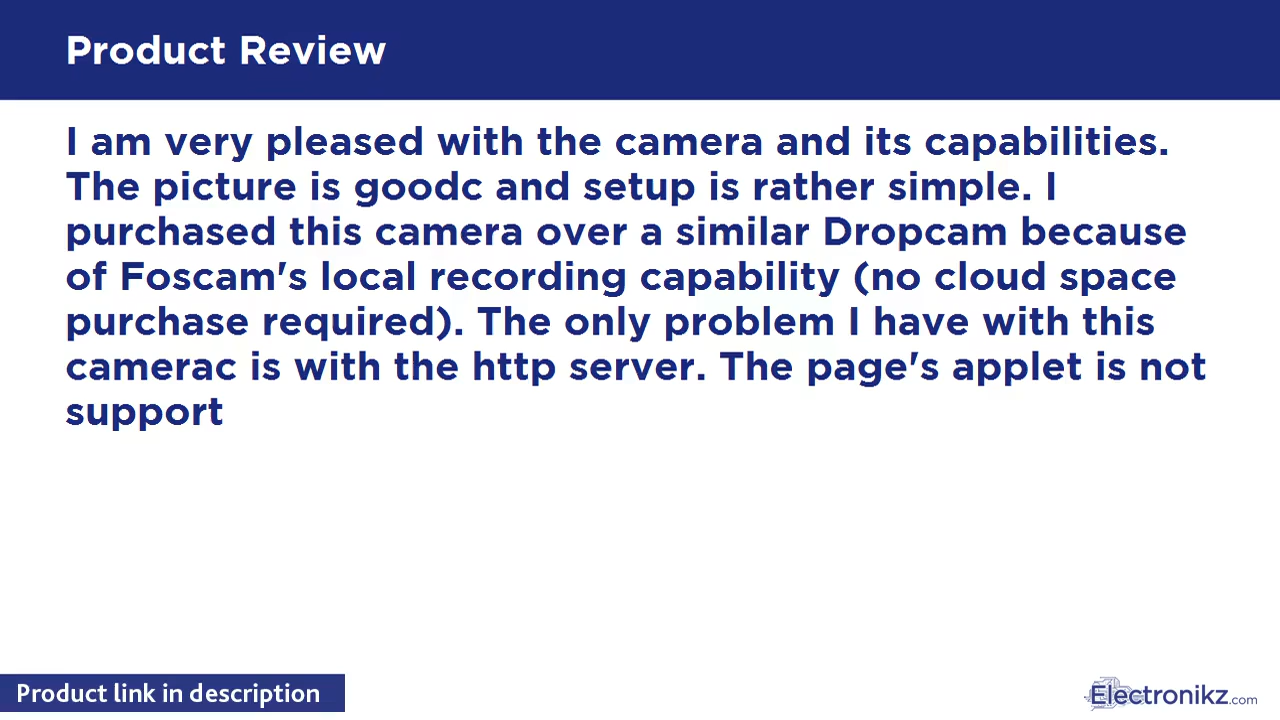 Product Review
I am very pleased with the camera and its capabilities.
The picture is goodc and setup is rather simple. I
purchased this camera over a similar Dropcam because
of Foscam's local recording capability (no cloud space
purchase required). The only problem I have with this
camerac is with the http server. The page's applet is not
support
Product link in description
Electronikz.com